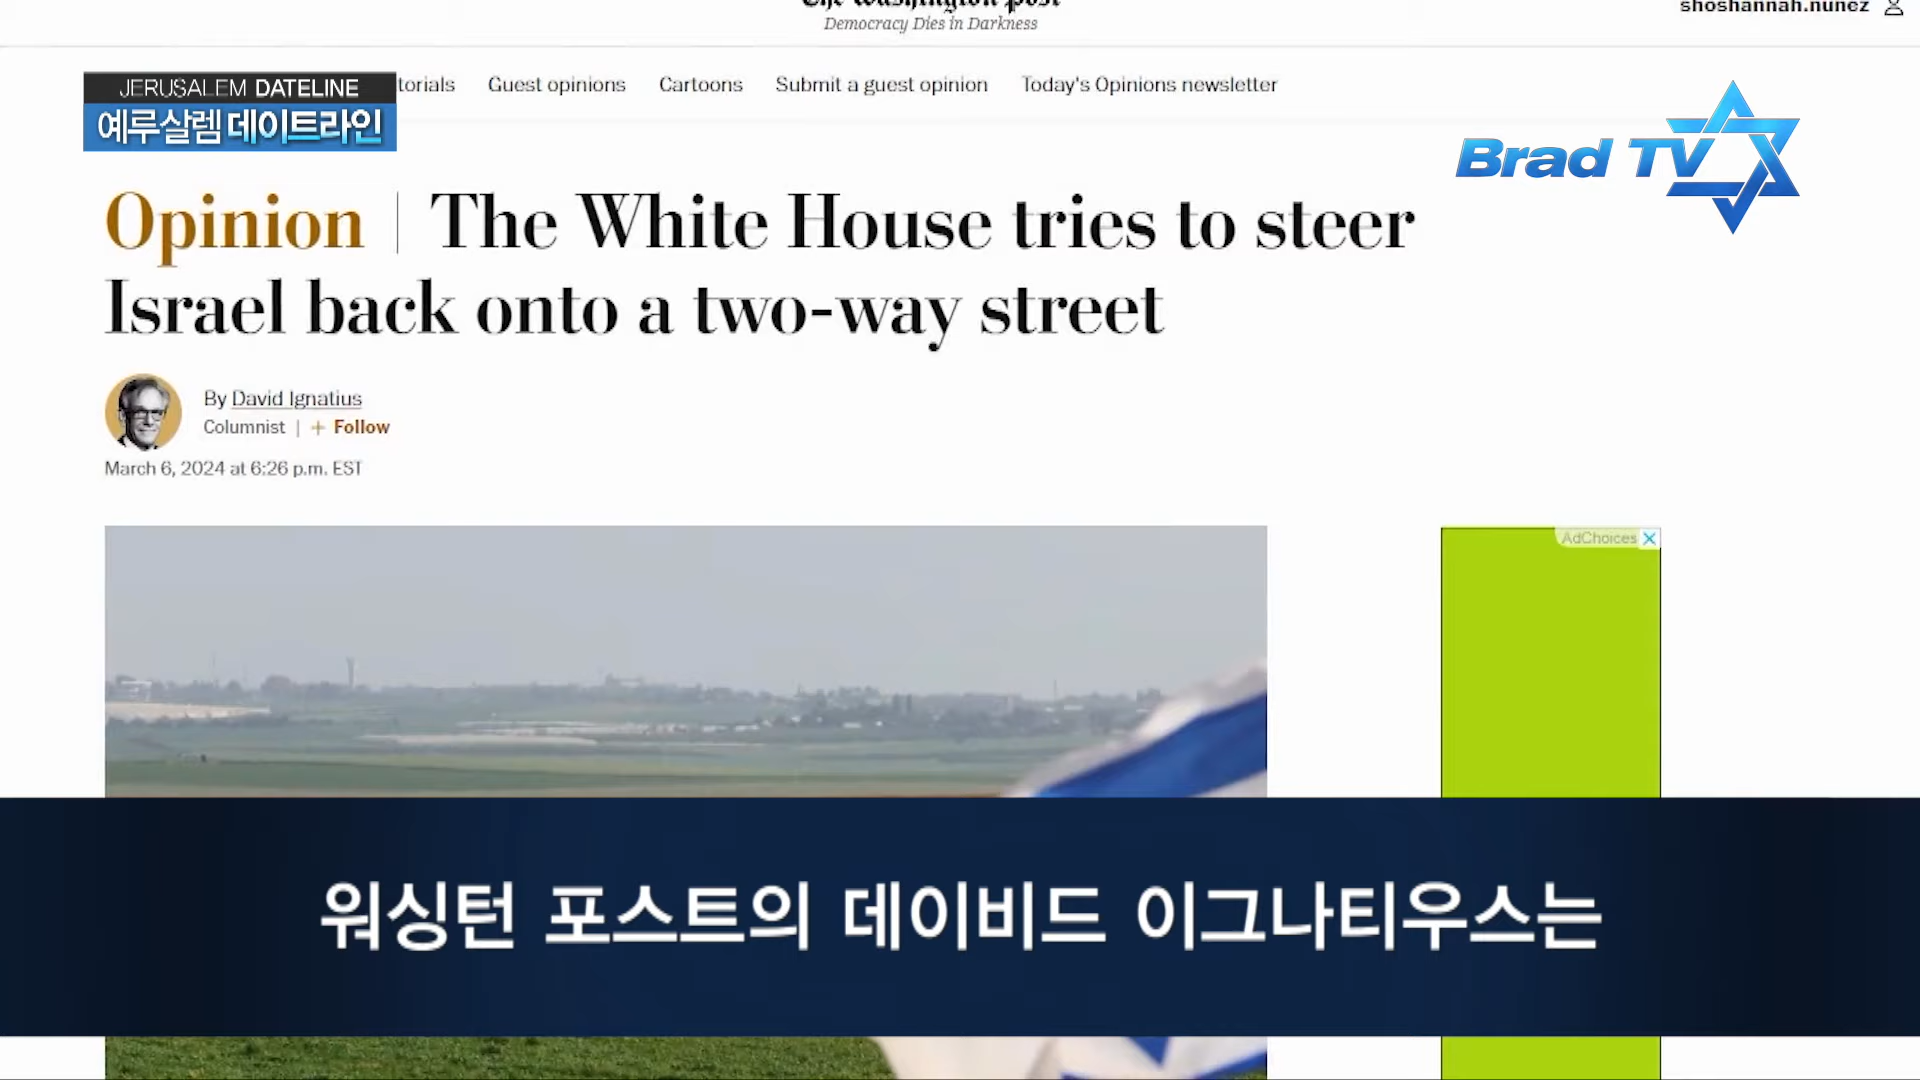 The Washington Post
Democracy Dies in Darkness
shoshannah.nunez
JERUSALEM DATELINE
예루살렘 데이트라인
torials Guest opinions Cartoons Submit a guest opinion Today's Opinions newsletter
Brad TV
Opinion | The White House tries to steer
Israel back onto a two-way street
By David Ignatius
Columnist | + Follow
March 6, 2024 at 6:26 p.m. EST
AdChoices
워싱턴 포스트의 데이비드 이그나티우스는